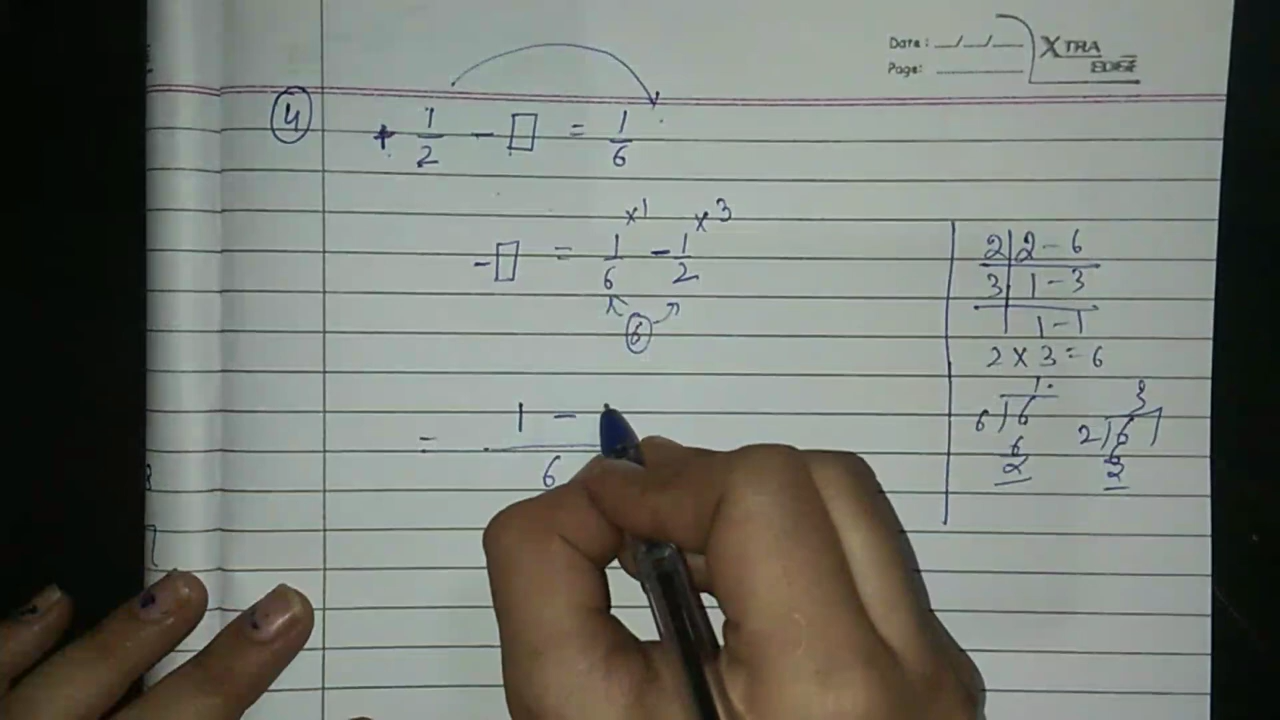 Date: __/__/__
Page: ________
XTRA EDGE
④ + 1/2 - □ = 1/6
×1 ×3
-□ = 1/6 - 1/2
6
= 1 -
6
2 | 2 - 6
3 | 1 - 3
1 - 1
2 × 3 = 6
1
6)6
6
3
2)6